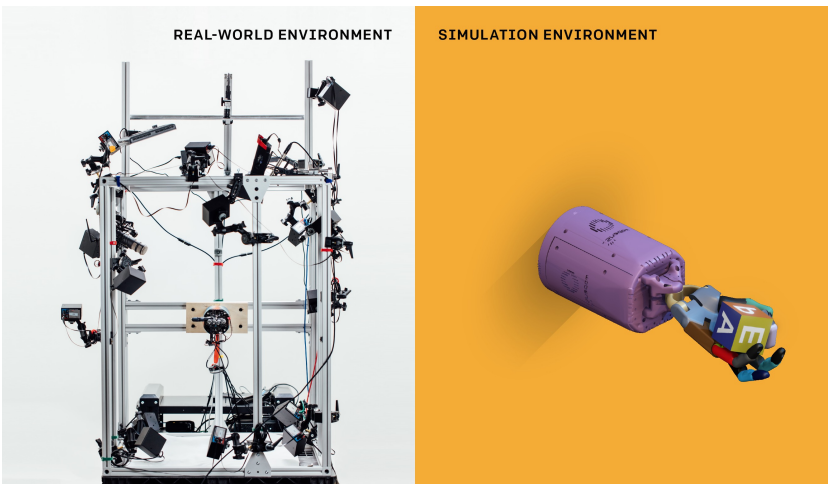 REAL-WORLD ENVIRONMENT
SIMULATION ENVIRONMENT
A
E